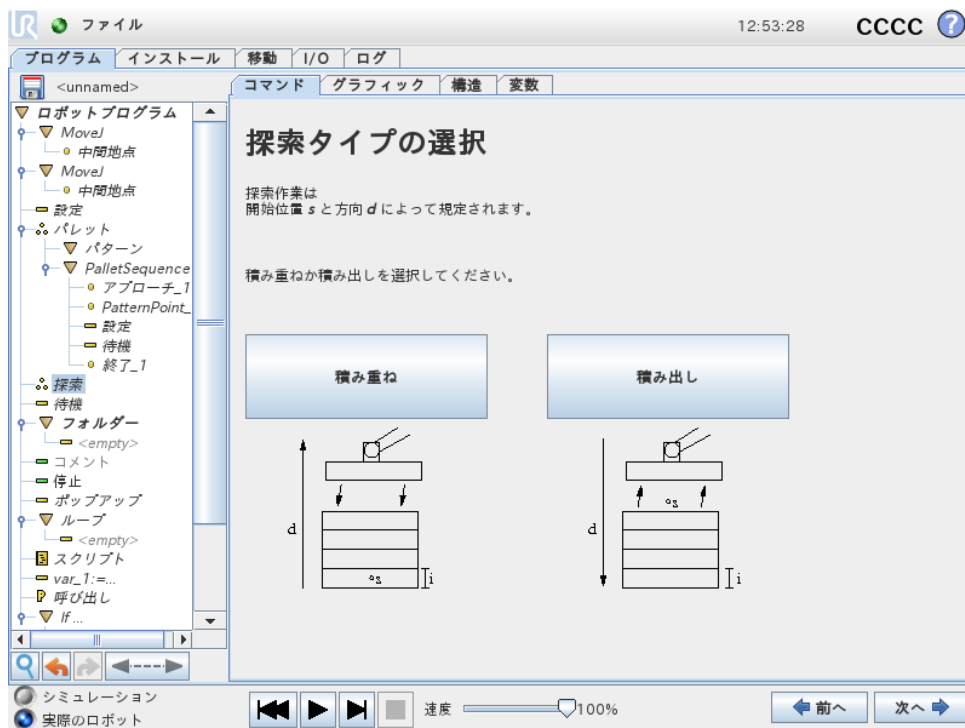 UR ファイル 12:53:28 CCCC ?
プログラム インストール 移動 I/O ログ
<unnamed>
コマンド グラフィック 構造 変数
ロボットプログラム
MoveJ
中間地点
MoveJ
中間地点
設定
パレット
パターン
PalletSequence
アプローチ_1
PatternPoint_
設定
待機
終了_1
探索
待機
フォルダー
<empty>
コメント
停止
ポップアップ
ループ
<empty>
スクリプト
var_1:=...
呼び出し
If ...
探索タイプの選択
探索作業は
開始位置 s と方向 d によって規定されます。
積み重ねか積み出しを選択してください。
積み重ね
積み出し
d
s
i
d
s
i
シミュレーション
実際のロボット
速度 100%
前へ 次へ